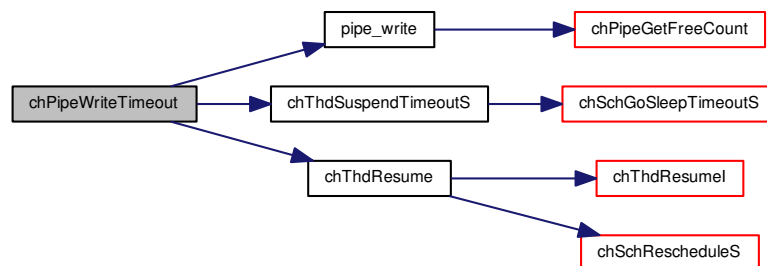 pipe_write
chPipeGetFreeCount
chPipeWriteTimeout
chThdSuspendTimeoutS
chSchGoSleepTimeoutS
chThdResume
chThdResumeI
chSchRescheduleS